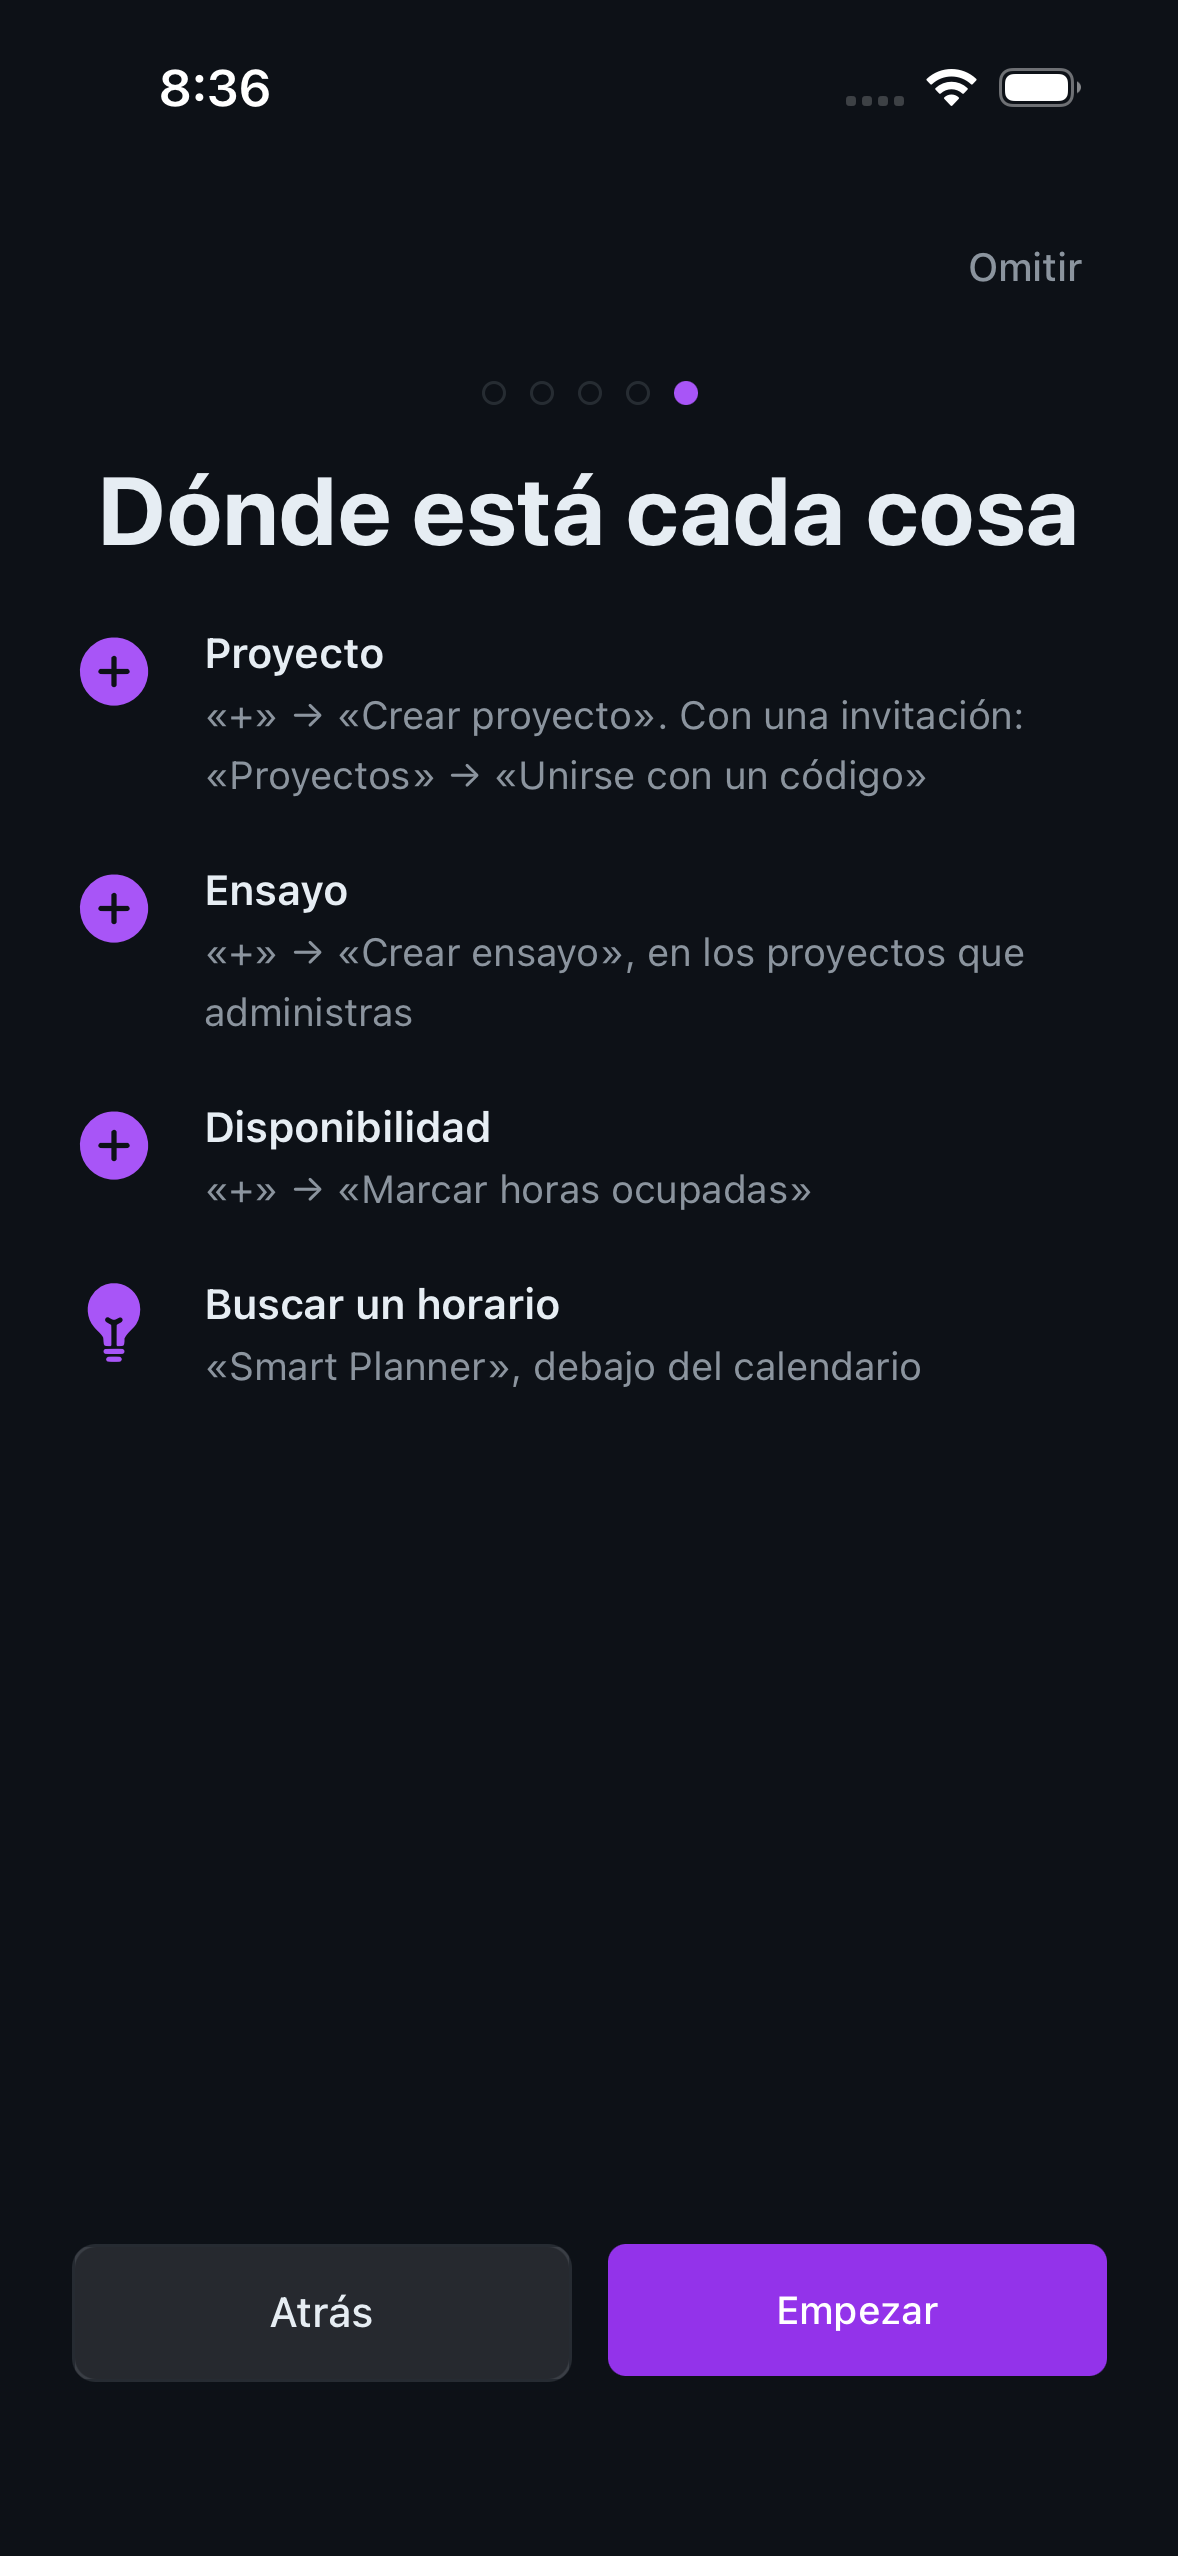 8:36
Omitir
Dónde está cada cosa
Proyecto
«+» → «Crear proyecto». Con una invitación:
«Proyectos» → «Unirse con un código»
Ensayo
«+» → «Crear ensayo», en los proyectos que
administras
Disponibilidad
«+» → «Marcar horas ocupadas»
Buscar un horario
«Smart Planner», debajo del calendario
Atrás
Empezar